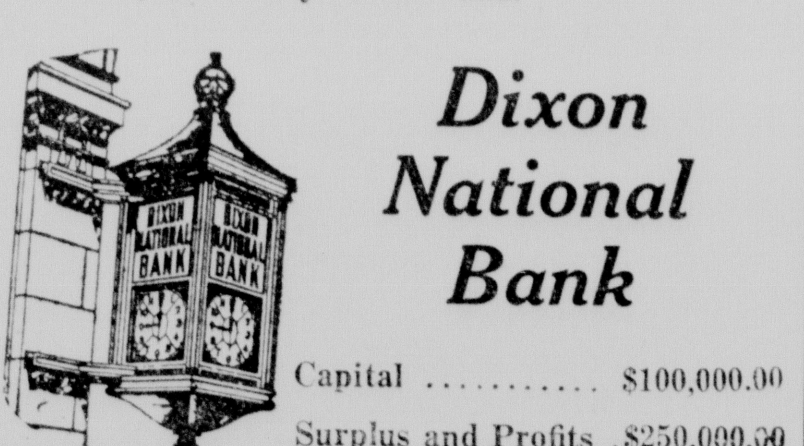 Dixon
National
Bank
DIXON
NATIONAL
BANK
DIXON
NATIONAL
BANK
Capital ........... $100,000.00
Surplus and Profits . $250,000.00